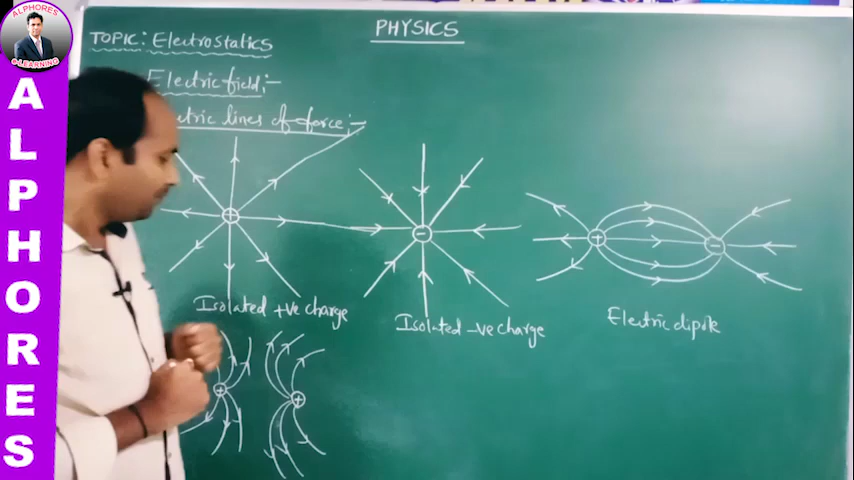 ALPHORES
e-LEARNING
ALPHORES
PHYSICS
TOPIC: Electrostatics
Electric field:-
tric lines of force:-
+
-
+
-
Isolated +ve charge
Isolated -ve charge
Electric dipole
+
+